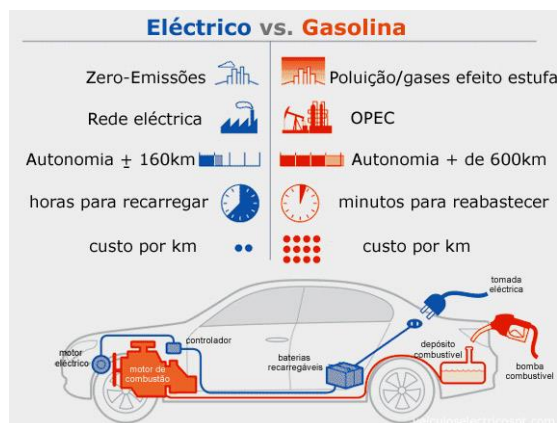 Eléctrico vs. Gasolina
Zero-Emissões
Poluição/gases efeito estufa
Rede eléctrica
OPEC
Autonomia ± 160km
Autonomia + de 600km
horas para recarregar
minutos para reabastecer
custo por km
custo por km
tomada
eléctrica
controlador
motor
eléctrico
motor de
combustão
baterias
recarregáveis
depósito
combustível
bomba
combustível